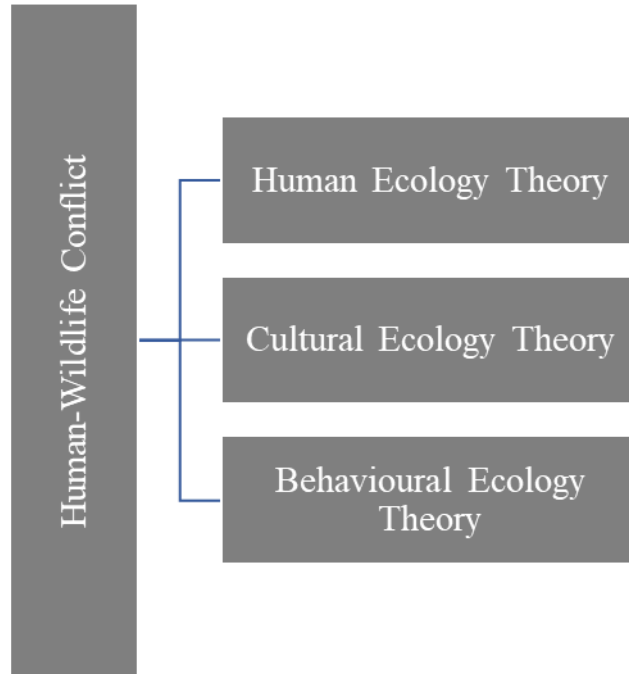 Human-Wildlife Conflict
Human Ecology Theory
Cultural Ecology Theory
Behavioural Ecology
Theory